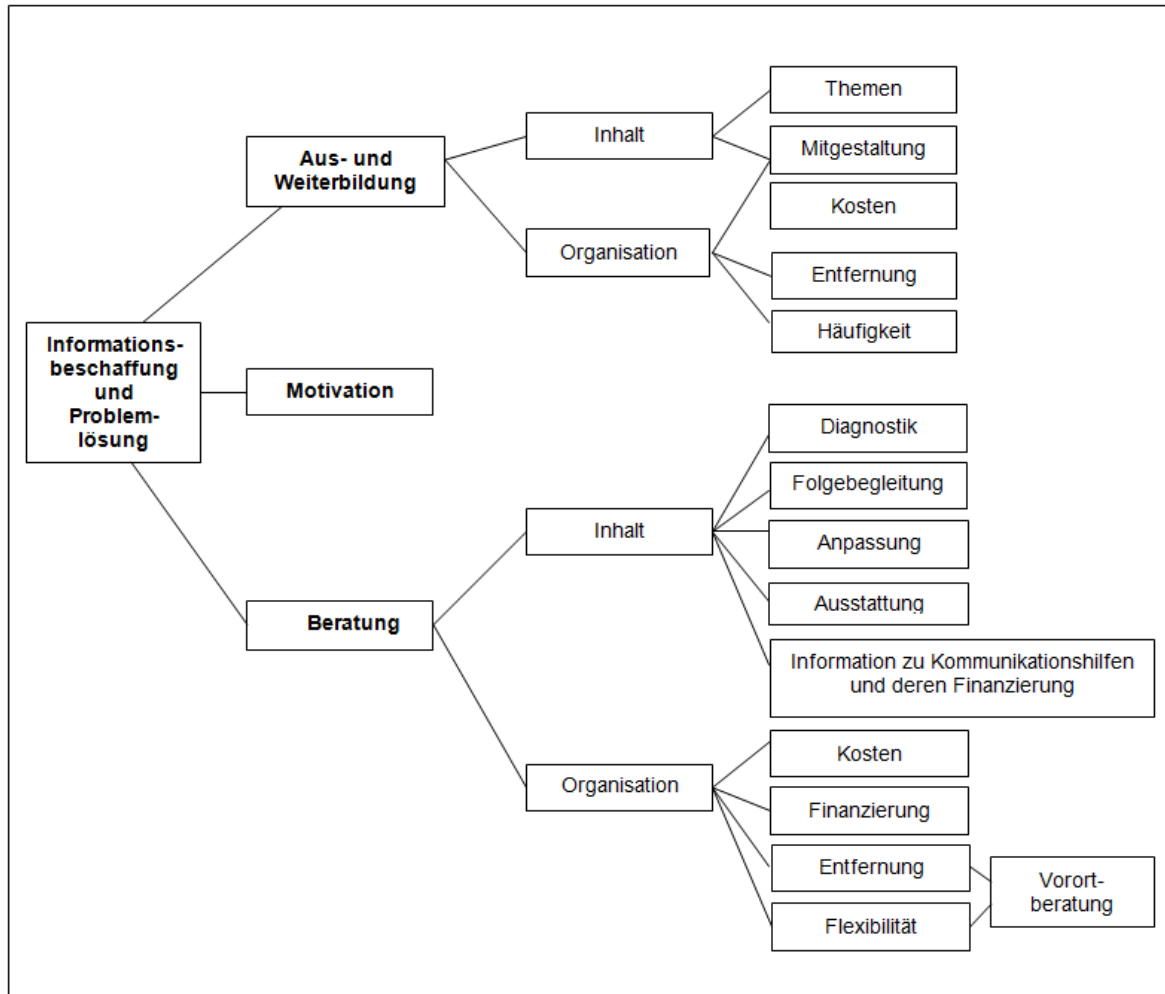 Themen
Inhalt
Aus- und
Weiterbildung
Mitgestaltung
Kosten
Organisation
Entfernung
Häufigkeit
Informations-
beschaffung
und
Problem-
lösung
Motivation
Diagnostik
Folgebegleitung
Inhalt
Anpassung
Ausstattung
Beratung
Information zu Kommunikationshilfen
und deren Finanzierung
Kosten
Organisation
Finanzierung
Entfernung
Vorort-
beratung
Flexibilität